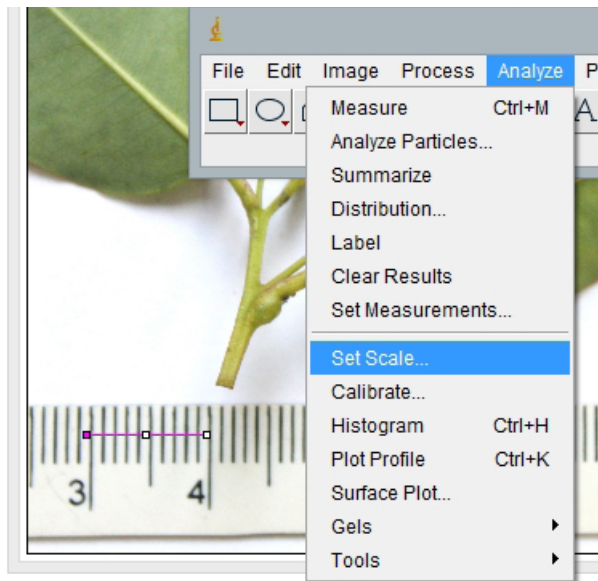 File Edit Image Process Analyze P
A
Measure Ctrl+M
Analyze Particles...
Summarize
Distribution...
Label
Clear Results
Set Measurements...
Set Scale...
Calibrate...
Histogram Ctrl+H
Plot Profile Ctrl+K
Surface Plot...
Gels
Tools
3 4